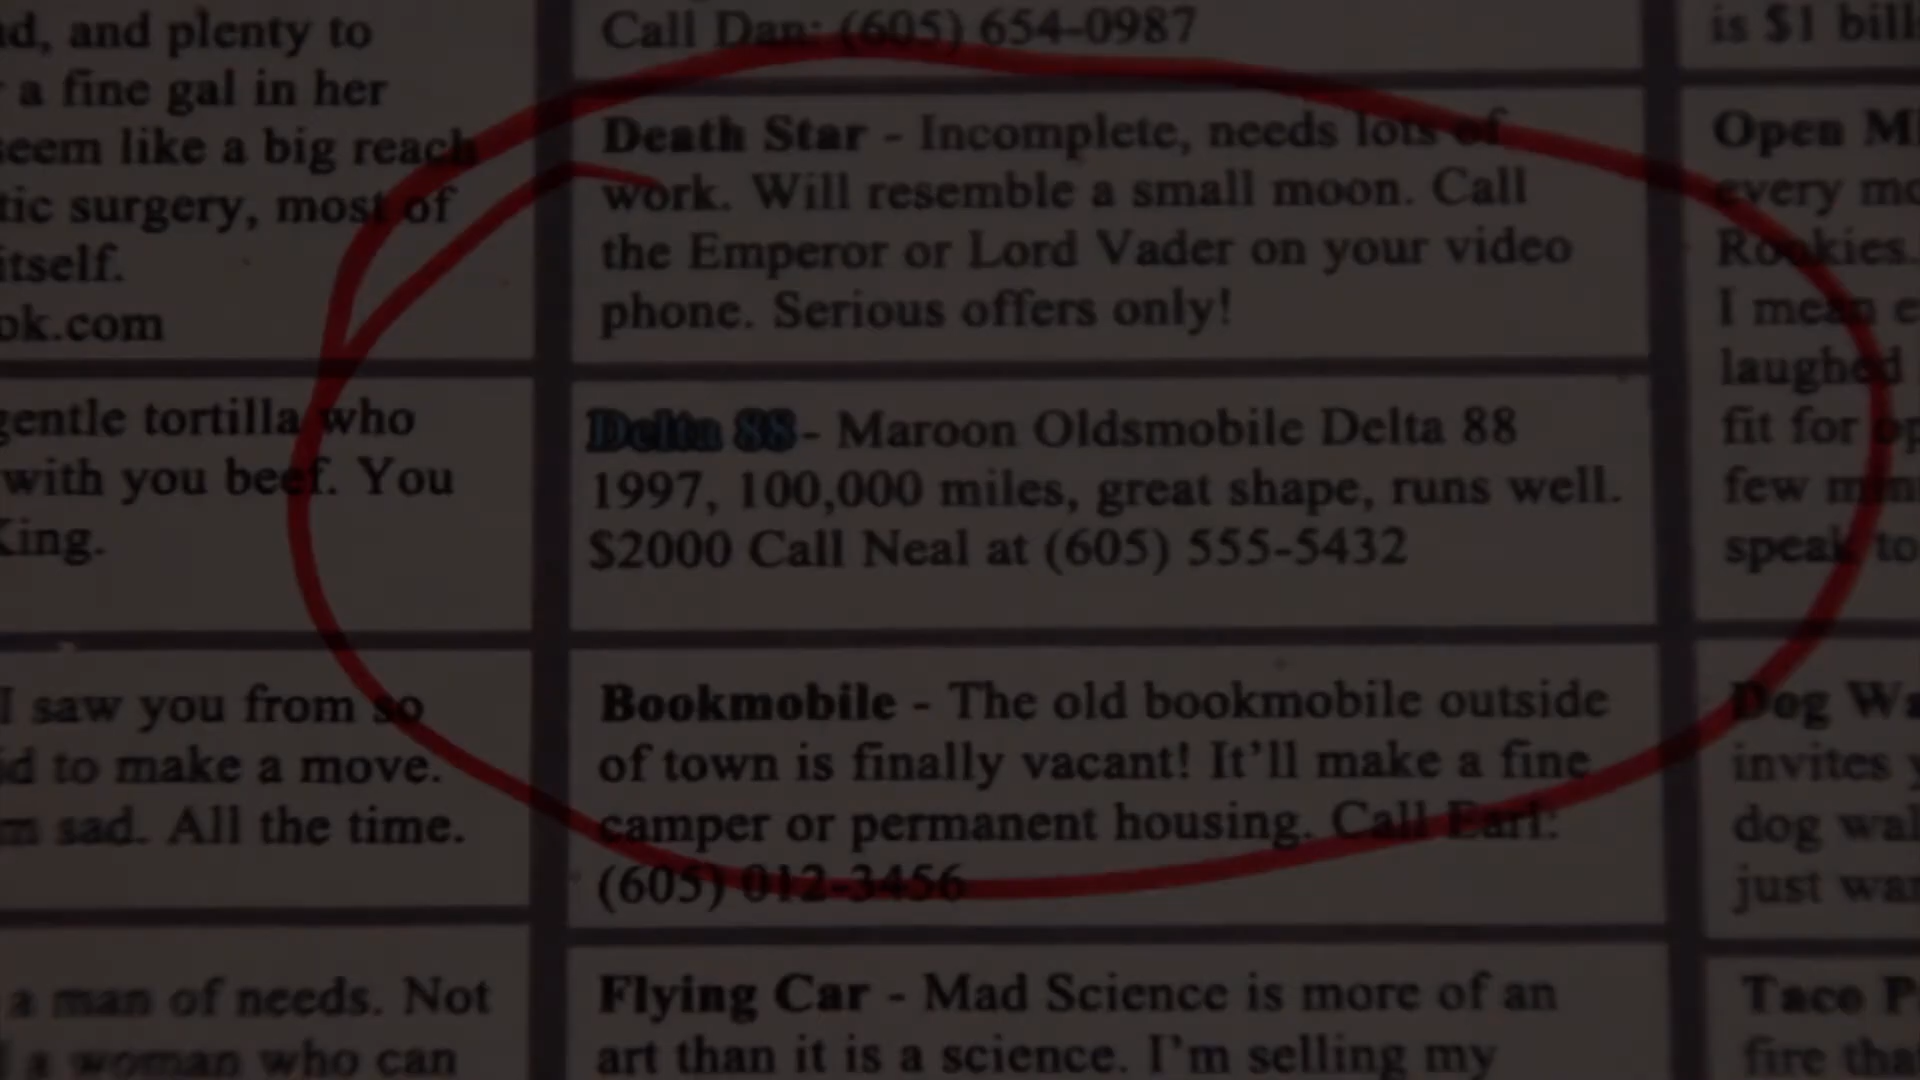 nd, and plenty to
a fine gal in her
seem like a big reach
tic surgery, most of
itself.
ok.com
gentle tortilla who
with you beef. You
King.
I saw you from so
id to make a move.
m sad. All the time.
a man of needs. Not
a woman who can
Call Dan: (605) 654-0987
Death Star - Incomplete, needs lots of
work. Will resemble a small moon. Call
the Emperor or Lord Vader on your video
phone. Serious offers only!
Delta 88- Maroon Oldsmobile Delta 88
1997, 100,000 miles, great shape, runs well.
$2000 Call Neal at (605) 555-5432
Bookmobile - The old bookmobile outside
of town is finally vacant! It'll make a fine
camper or permanent housing. Call Earl:
(605) 012-3456
Flying Car - Mad Science is more of an
art than it is a science. I'm selling my
is $1 bill
Open M
every mo
Rookies.
I mean e
laughed
fit for op
few min
speak to
Dog Wa
invites y
dog wal
just wan
Taco P
fire tha